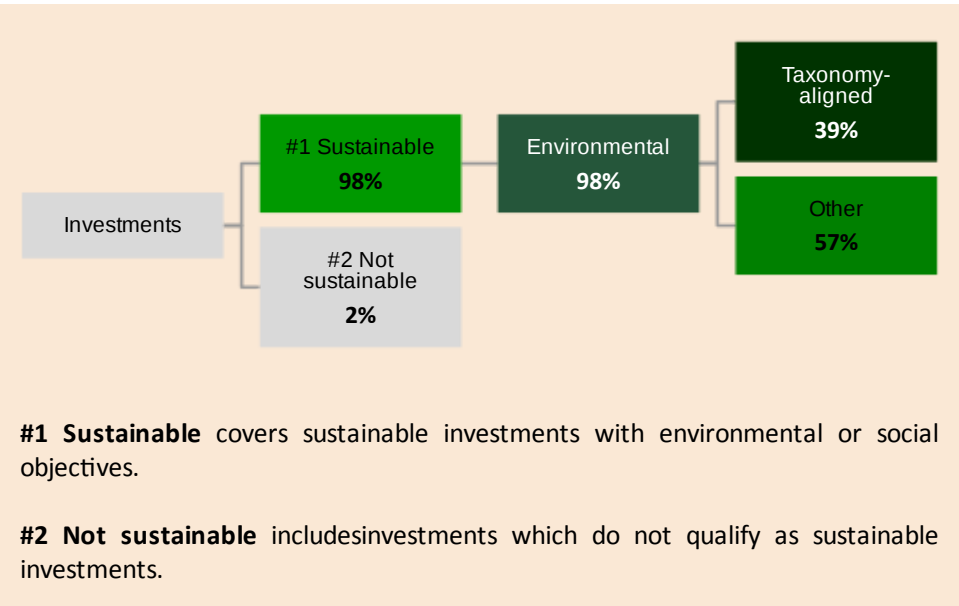 Investments
#1 Sustainable
98%
#2 Not
sustainable
2%
Environmental
98%
Taxonomy-
aligned
39%
Other
57%
#1 Sustainable covers sustainable investments with environmental or social
objectives.
#2 Not sustainable includesinvestments which do not qualify as sustainable
investments.